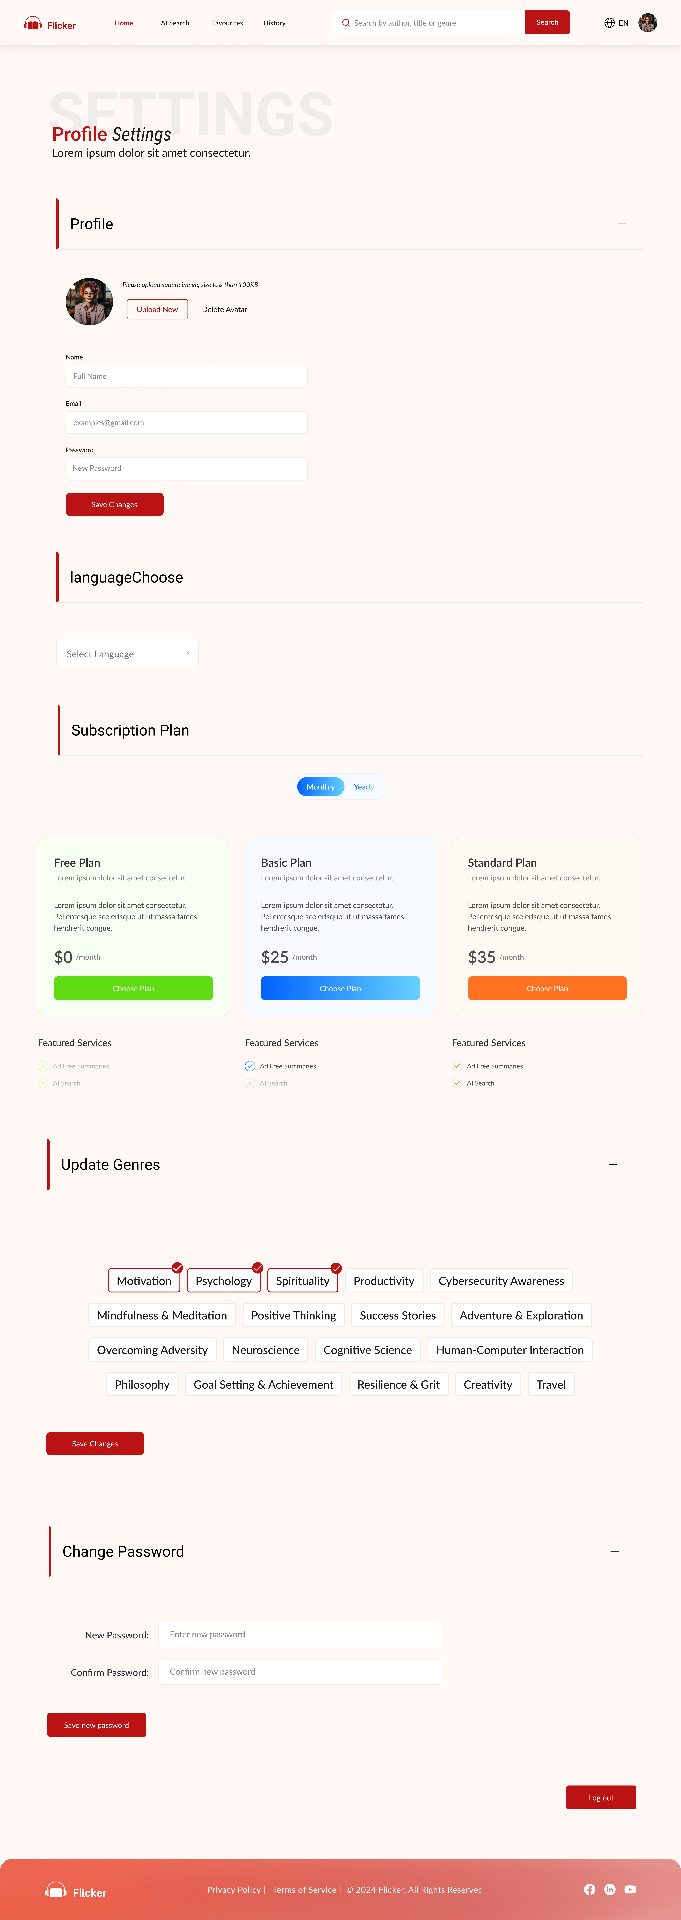 Flicker
Home
AI Search
Favourites
History
Search by author, title or genre
Search
EN
SETTINGS
Profile Settings
Lorem ipsum dolor sit amet consectetur.
Profile
Please upload square image, size less than 100KB
Upload New
Delete Avatar
Name
Full Name
Email
examples@gmail.com
Password
New Password
Save Changes
languageChoose
Select Language
Subscription Plan
Monthly
Yearly
Free Plan
Lorem ipsum dolor sit amet consectetur.
Lorem ipsum dolor sit amet consectetur.
Pellentesque scelerisque ut ut massa fames
hendrerit congue.
$0 /month
Choose Plan
Featured Services
Ad Free Summaries
AI Search
Basic Plan
Lorem ipsum dolor sit amet consectetur.
Lorem ipsum dolor sit amet consectetur.
Pellentesque scelerisque ut ut massa fames
hendrerit congue.
$25 /month
Choose Plan
Featured Services
Ad Free Summaries
AI Search
Standard Plan
Lorem ipsum dolor sit amet consectetur.
Lorem ipsum dolor sit amet consectetur.
Pellentesque scelerisque ut ut massa fames
hendrerit congue.
$35 /month
Choose Plan
Featured Services
Ad Free Summaries
AI Search
Update Genres
Motivation
Psychology
Spirituality
Productivity
Cybersecurity Awareness
Mindfulness & Meditation
Positive Thinking
Success Stories
Adventure & Exploration
Overcoming Adversity
Neuroscience
Cognitive Science
Human-Computer Interaction
Philosophy
Goal Setting & Achievement
Resilience & Grit
Creativity
Travel
Save Changes
Change Password
New Password:
Enter new password
Confirm Password:
Confirm new password
Save new password
Log out
Flicker
Privacy Policy | Terms of Service | © 2024 Flicker. All Rights Reserved